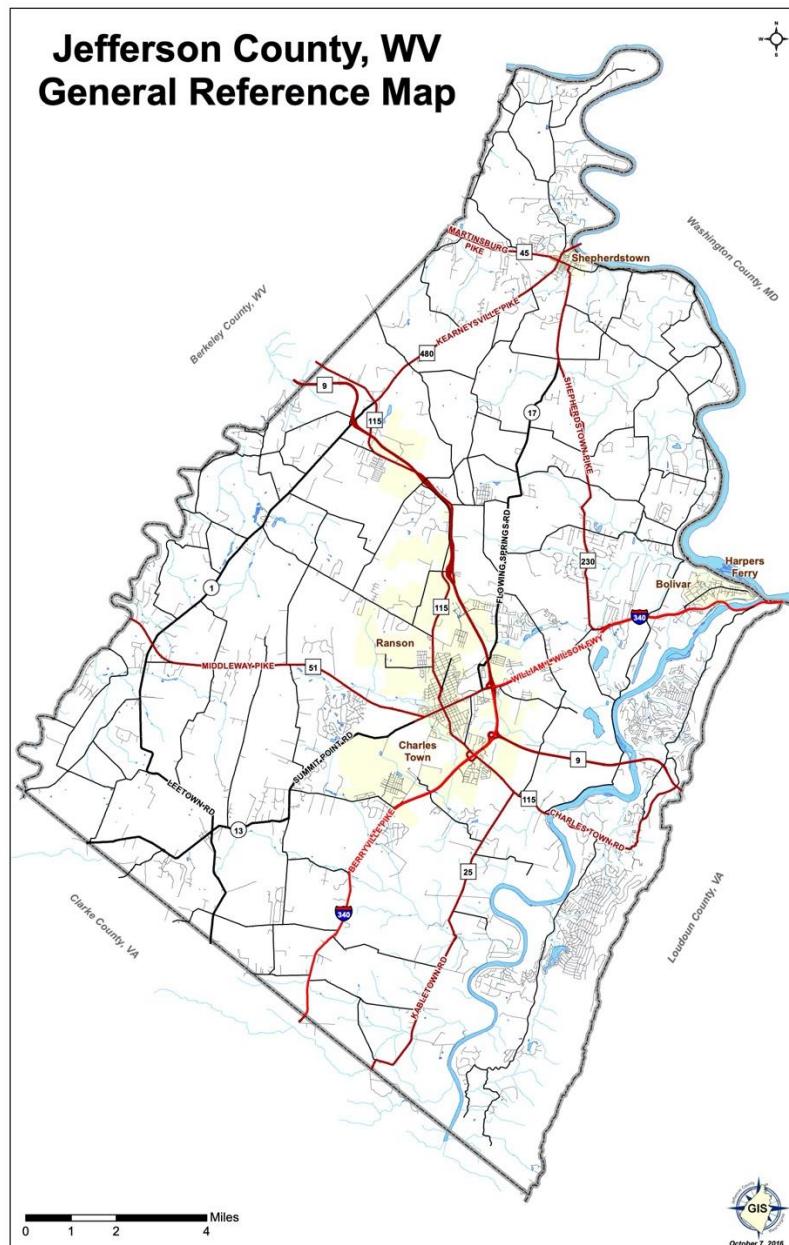 Jefferson County, WV
General Reference Map
W
E
S
Washington County, MD
MARTINSBURG
PIKE
45
Shepherdstown
Berkeley County, WV
KEARNEYSVILLE PIKE
480
9
115
17
SHEPHERDSTOWN PIKE
FLOWING SPRINGS RD
230
1
115
Harpers
Ferry
Bolivar
340
Ranson
MIDDLEWAY PIKE
51
WILLIAM L WILSON FWY
SUMMIT POINT RD
Charles
Town
9
LEETOWN RD
13
BERRYVILLE PIKE
115
CHARLES TOWN RD
25
340
Clarke County, VA
Loudoun County, VA
KABLETOWN RD
Miles
0 1 2 4
GIS
October 7, 2016